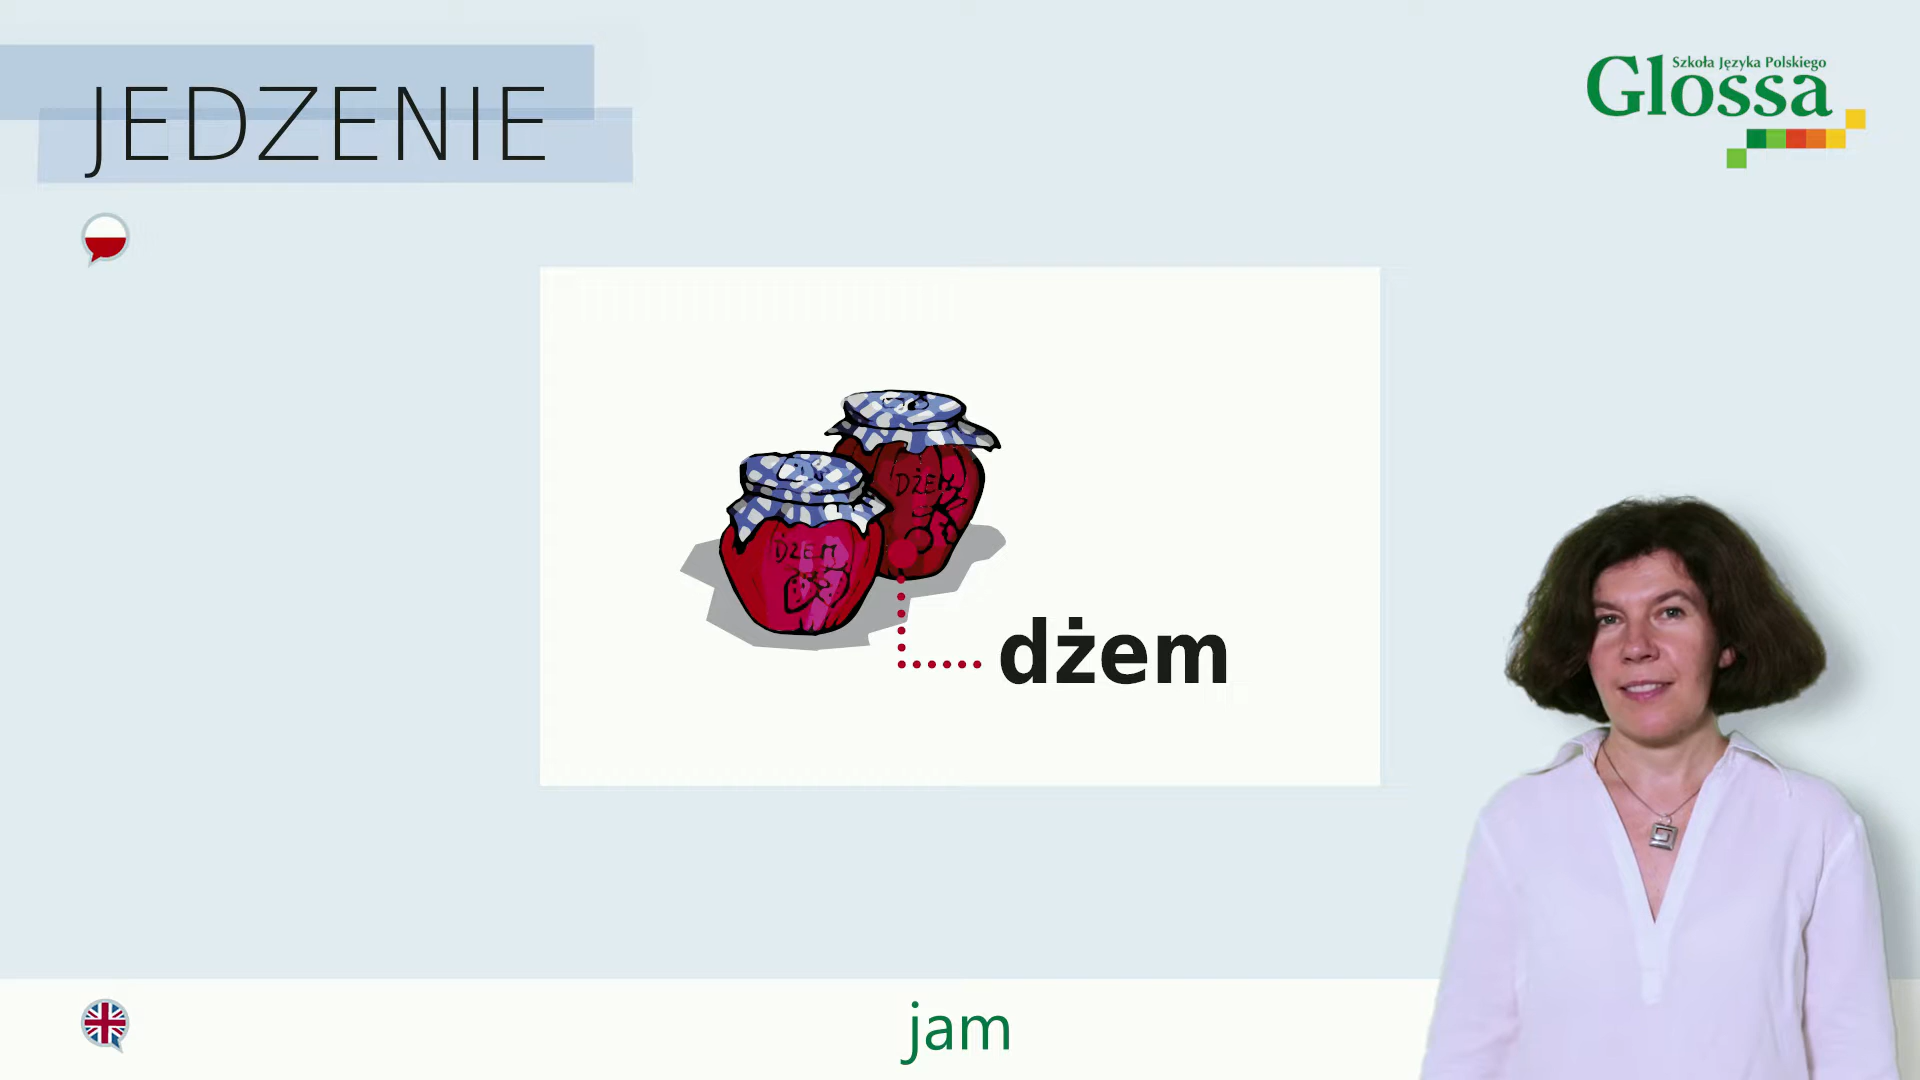 JEDZENIE
Szkoła Języka Polskiego
Glossa
DŻEM
DŻEM
dżem
jam